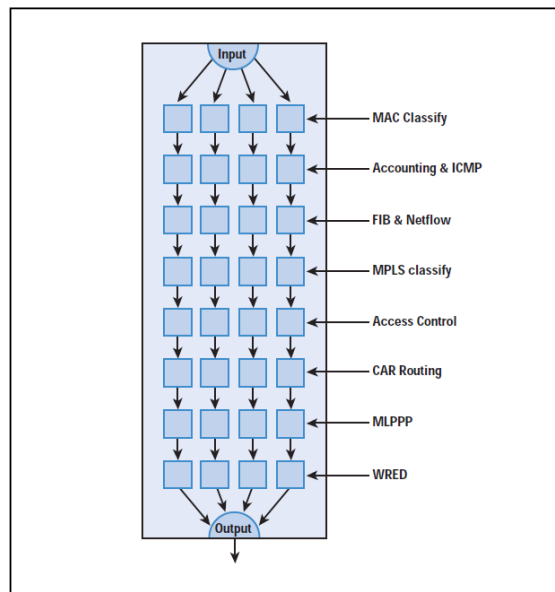 Input
MAC Classify
Accounting & ICMP
FIB & Netflow
MPLS classify
Access Control
CAR Routing
MLPPP
WRED
Output